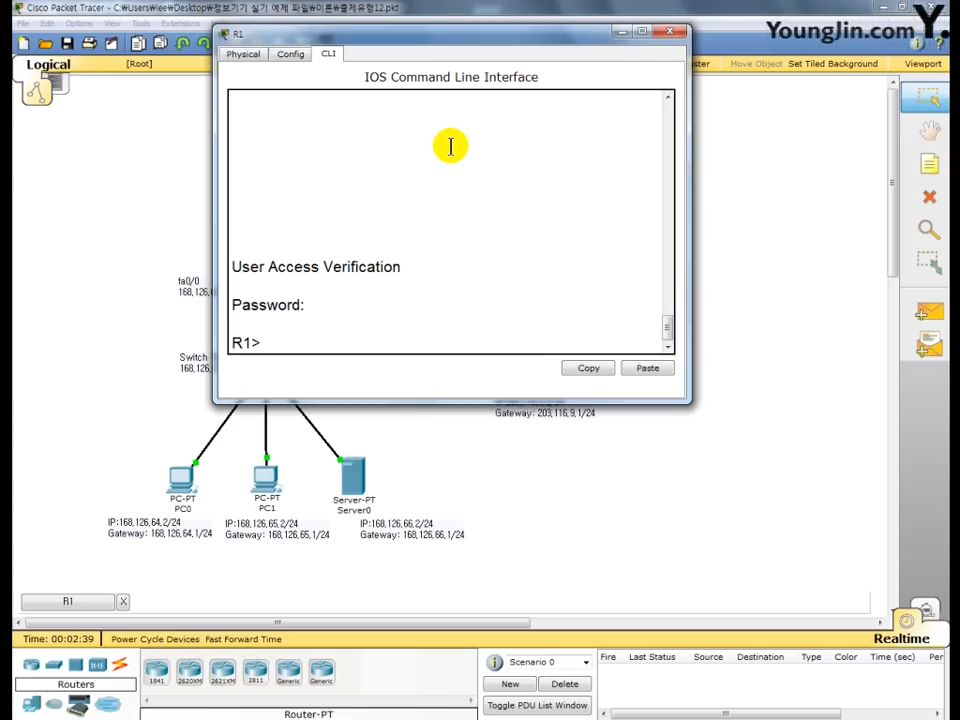 Cisco Packet Tracer - C:\Users\lee\Desktop\정보기기 실기 예제 파일\이론\출제유형12.pkt
File Edit Options View Tools Extensions
YoungJin.com Y.
R1
Physical Config CLI
Logical
[Root]
Move Object Set Tiled Background Viewport
IOS Command Line Interface
User Access Verification
Password:
R1>
Copy Paste
fa0/0
Switch
Gateway: 203,116,9,1/24
PC-PT
PC0
PC-PT
PC1
Server-PT
Server0
IP:168,126,64,2/24
Gateway: 168,126,64,1/24
IP:168,126,65,2/24
Gateway: 168,126,65,1/24
IP:168,126,66,2/24
Gateway: 168,126,66,1/24
R1 X
Time: 00:02:39 Power Cycle Devices Fast Forward Time
Realtime
Routers
1841 2620XM 2621XM 2811 Generic Generic
Router-PT
Scenario 0
New Delete
Toggle PDU List Window
Fire Last Status Source Destination Type Color Time (sec) Per